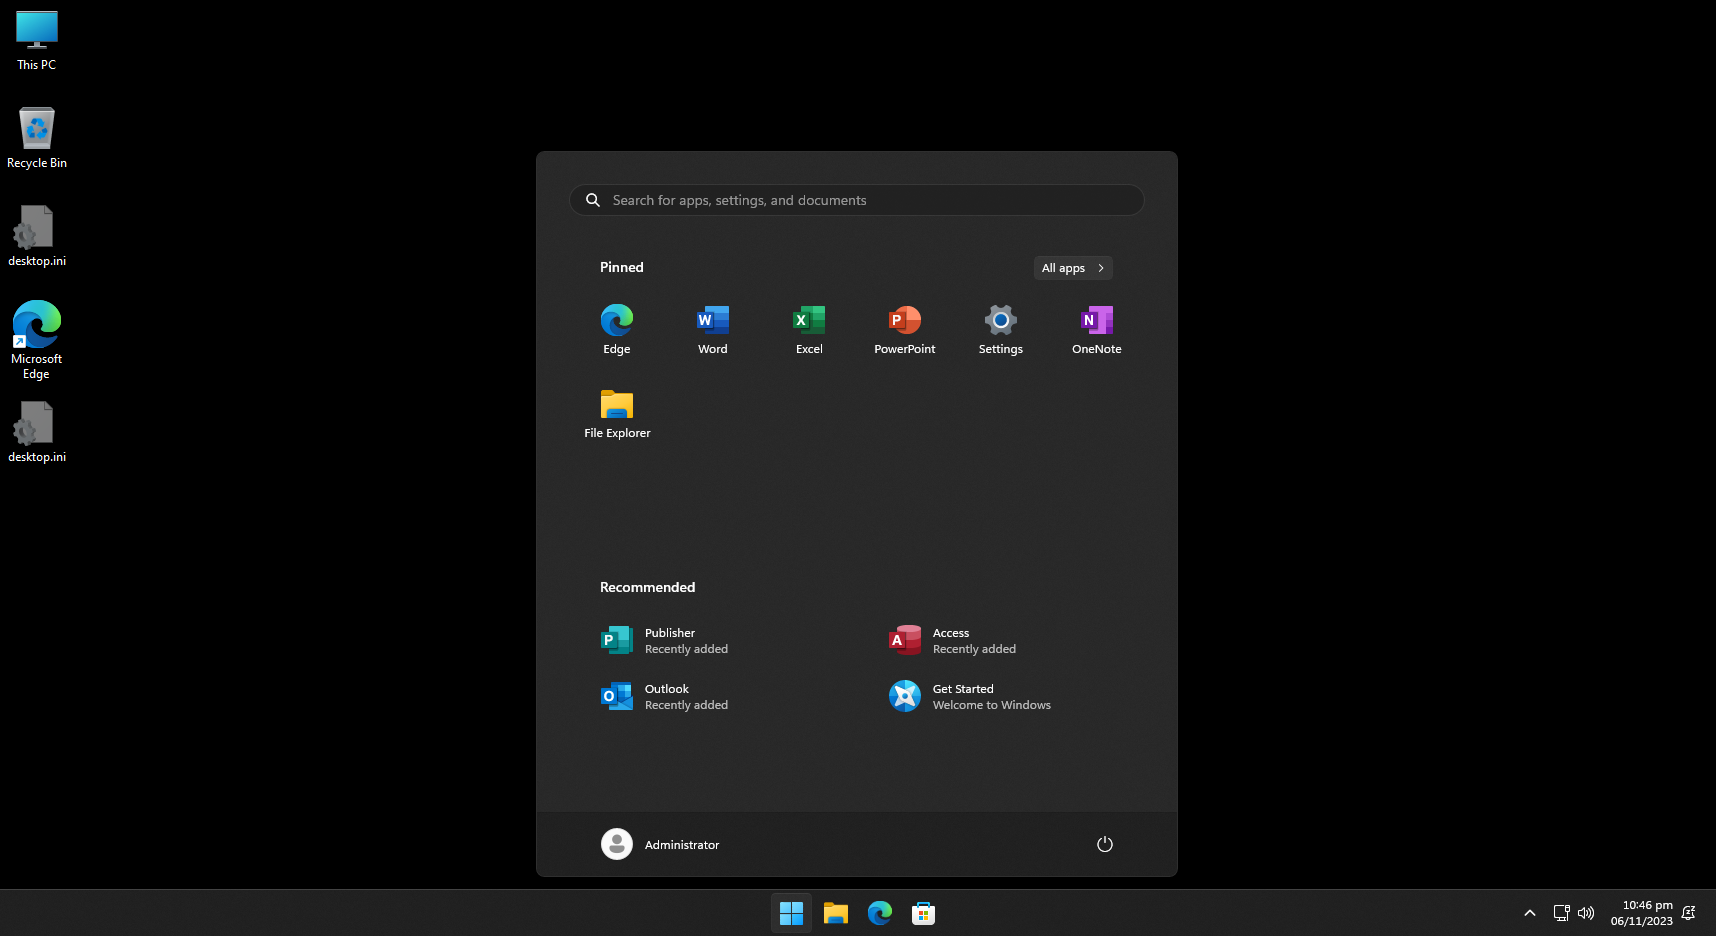 This PC
Recycle Bin
desktop.ini
Microsoft
Edge
desktop.ini
Search for apps, settings, and documents
Pinned
All apps
Edge
Word
Excel
PowerPoint
Settings
OneNote
File Explorer
Recommended
Publisher
Recently added
Access
Recently added
Outlook
Recently added
Get Started
Welcome to Windows
Administrator
10:46 pm
06/11/2023